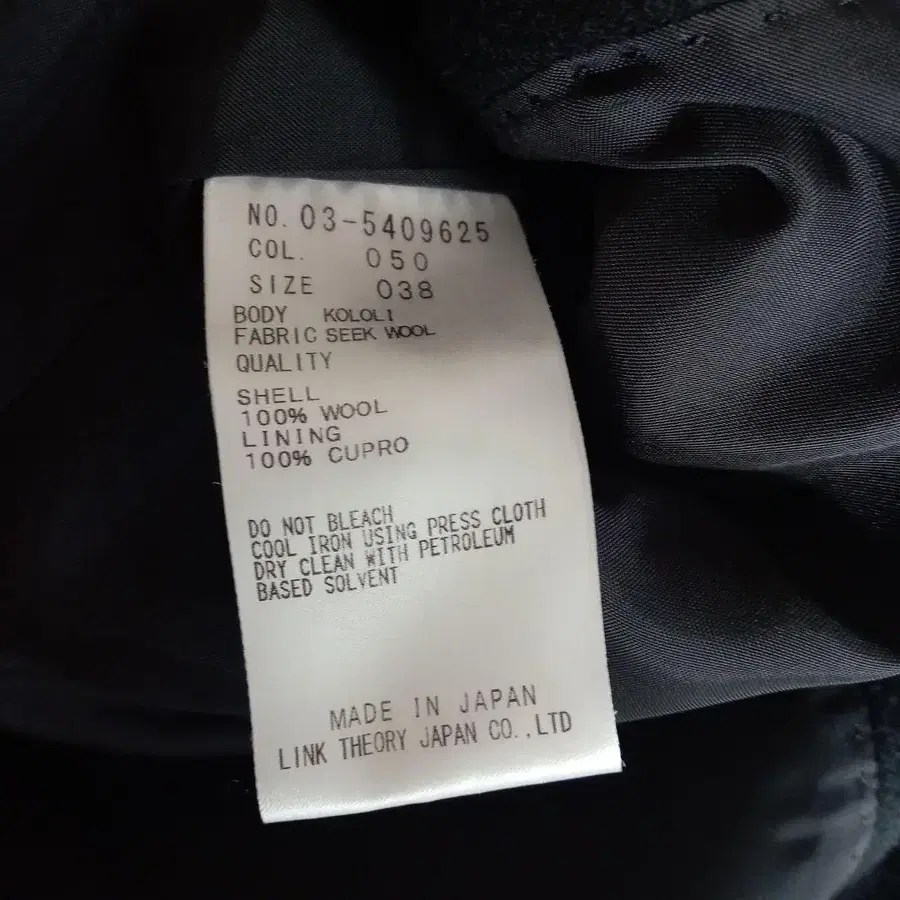 NO. 03-5409625
COL. 050
SIZE 038
BODY KOLOLI
FABRIC SEEK WOOL
QUALITY
SHELL
100% WOOL
LINING
100% CUPRO
DO NOT BLEACH
COOL IRON USING PRESS CLOTH
DRY CLEAN WITH PETROLEUM
BASED SOLVENT
MADE IN JAPAN
LINK THEORY JAPAN CO.,LTD